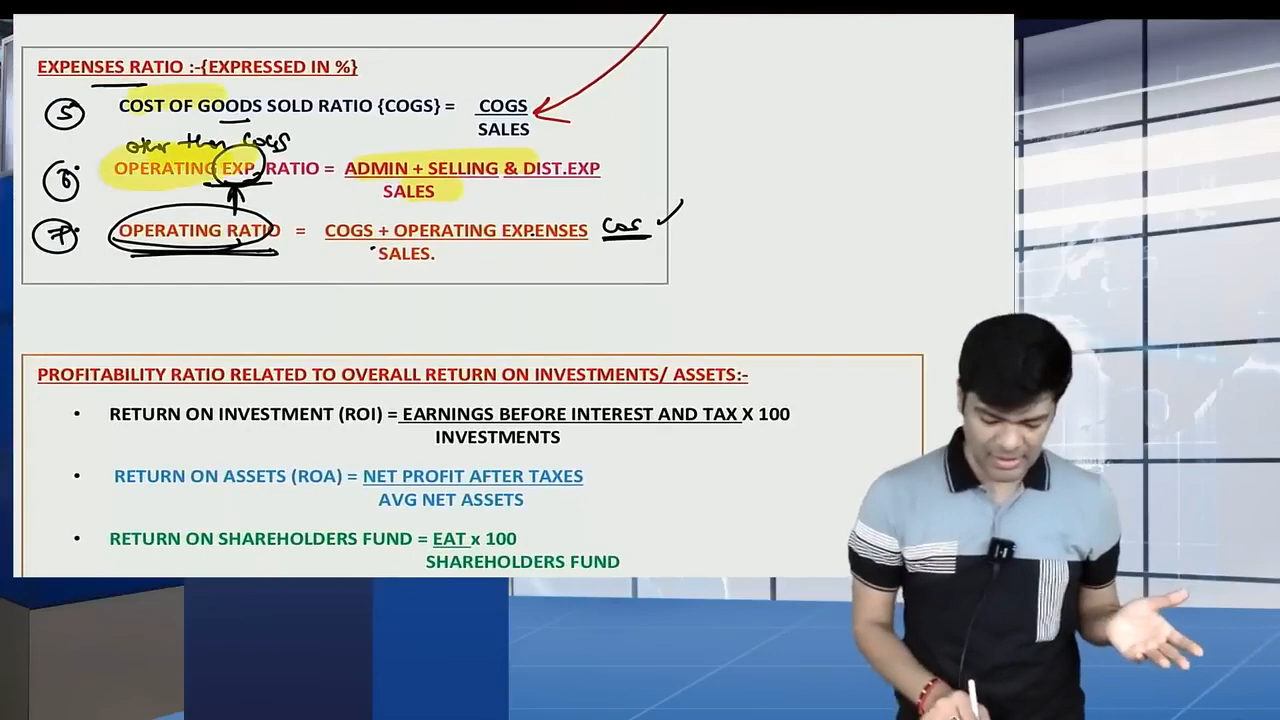 EXPENSES RATIO :-{EXPRESSED IN %}
5 COST OF GOODS SOLD RATIO {COGS} = COGS
SALES
other than COGS
6 OPERATING EXP. RATIO = ADMIN + SELLING & DIST.EXP
SALES
7 OPERATING RATIO = COGS + OPERATING EXPENSES COS
SALES.
PROFITABILITY RATIO RELATED TO OVERALL RETURN ON INVESTMENTS/ ASSETS:-
• RETURN ON INVESTMENT (ROI) = EARNINGS BEFORE INTEREST AND TAX X 100
INVESTMENTS
• RETURN ON ASSETS (ROA) = NET PROFIT AFTER TAXES
AVG NET ASSETS
• RETURN ON SHAREHOLDERS FUND = EAT x 100
SHAREHOLDERS FUND